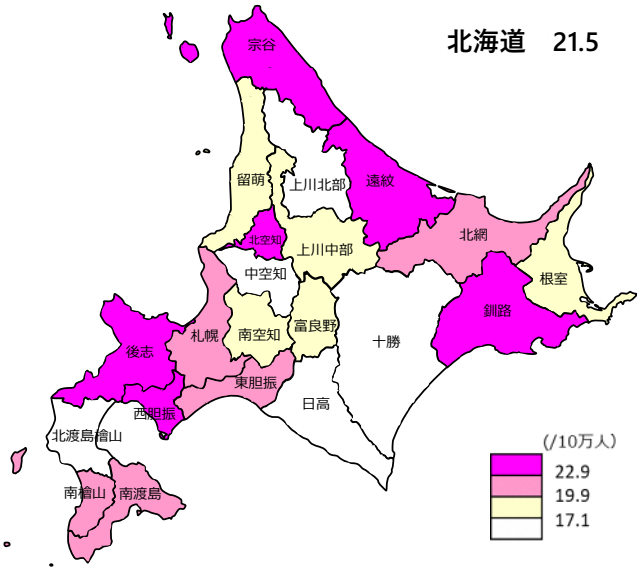 北海道 21.5
宗谷
留萌
上川北部
遠紋
北空知
上川中部
北網
中空知
根室
釧路
後志
札幌
南空知
富良野
十勝
東胆振
日高
西胆振
北渡島檜山
南檜山
南渡島
(/10万人)
22.9
19.9
17.1